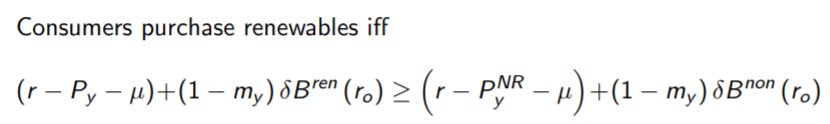 Consumers purchase renewables iff
(r − P_y − μ)+(1 − m_y) δB^{ren} (r_o) ≥ (r − P_y^{NR} − μ)+(1 − m_y) δB^{non} (r_o)